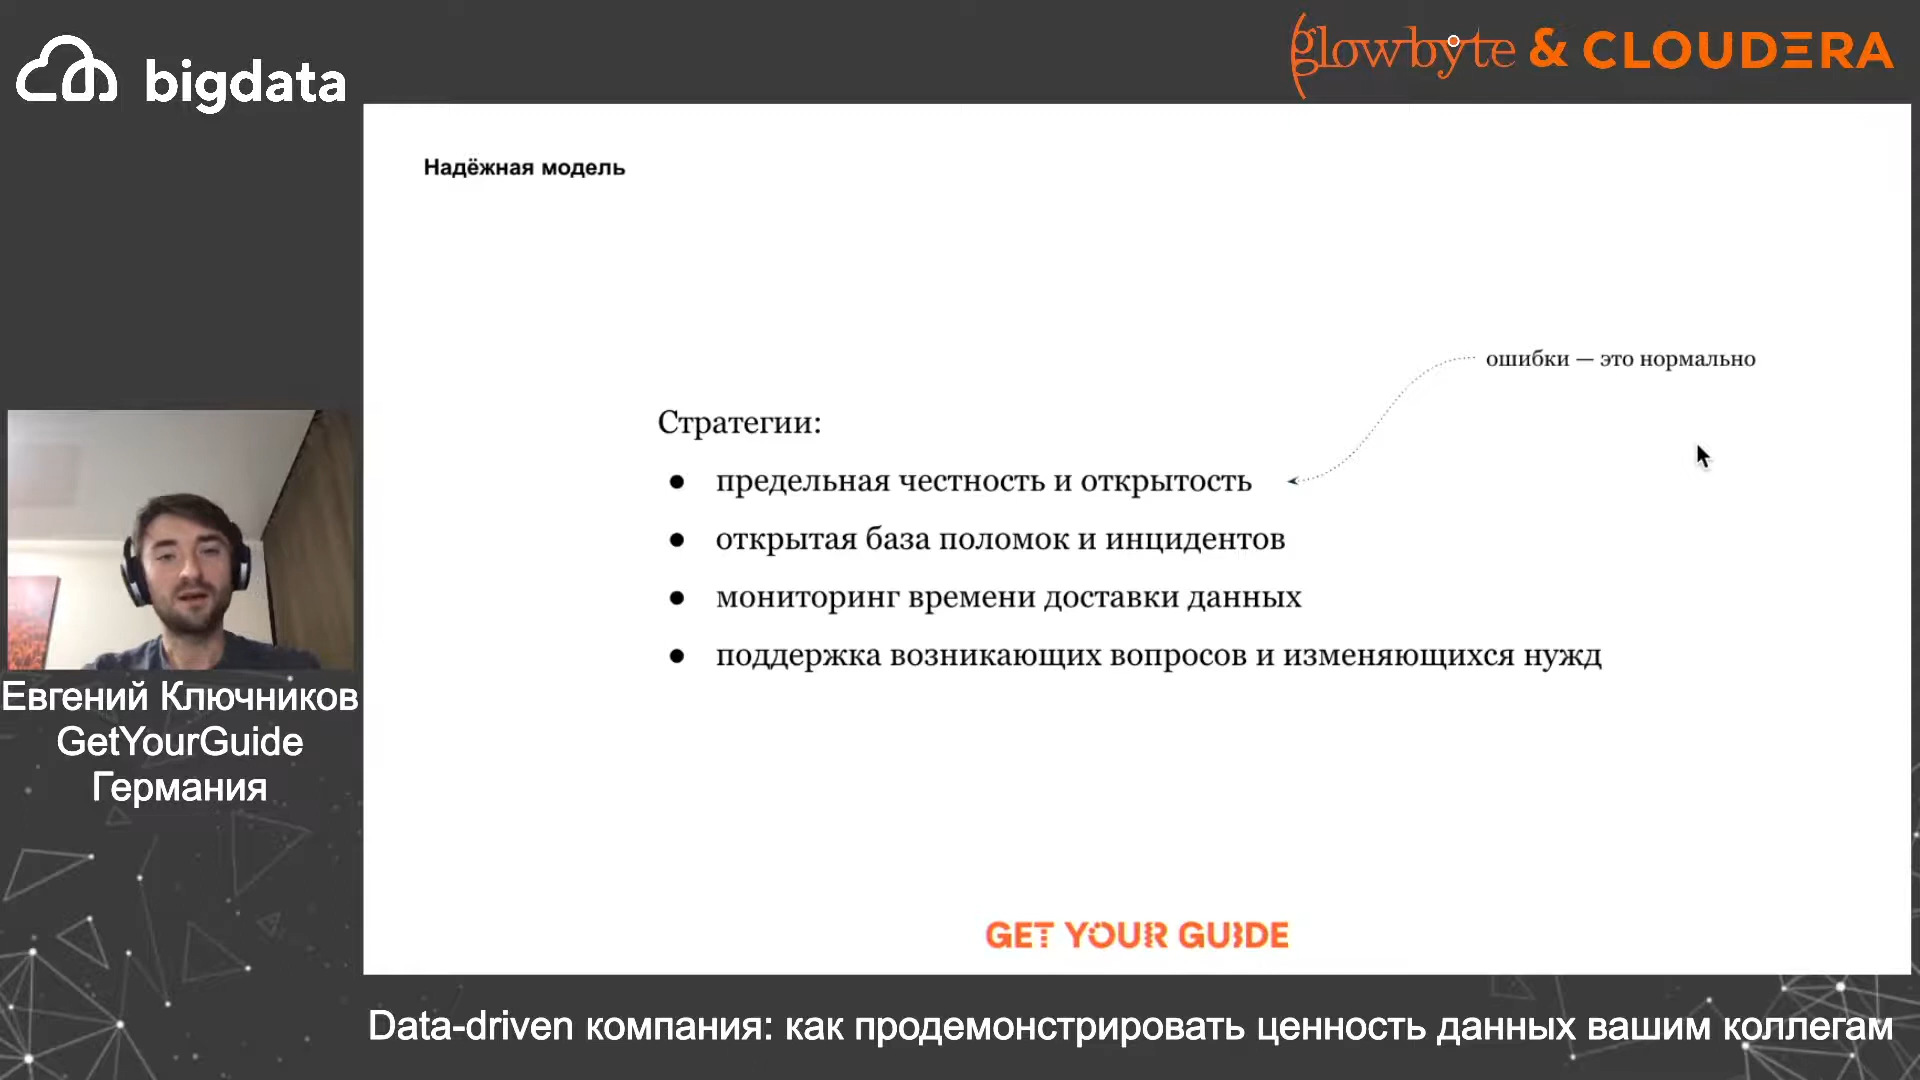 bigdata
glowbyte & CLOUDERA
Надёжная модель
ошибки — это нормально
Стратегии:
● предельная честность и открытость
● открытая база поломок и инцидентов
● мониторинг времени доставки данных
● поддержка возникающих вопросов и изменяющихся нужд
Евгений Ключников
GetYourGuide
Германия
GET YOUR GUIDE
Data-driven компания: как продемонстрировать ценность данных вашим коллегам